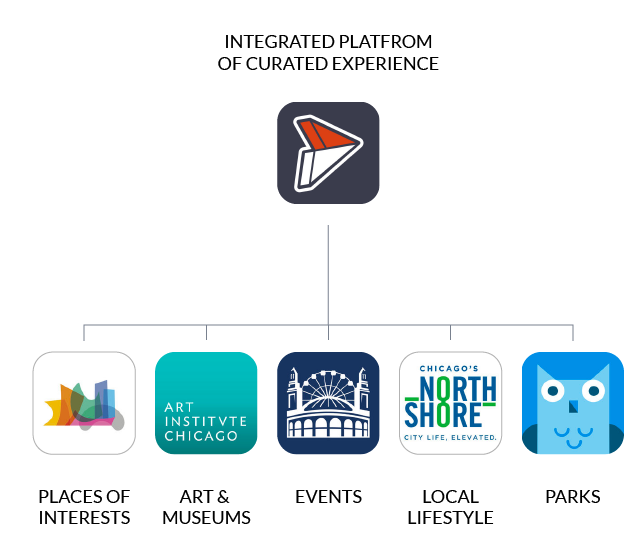 INTEGRATED PLATFROM
OF CURATED EXPERIENCE
ART
INSTITVTE
CHICAGO
CHICAGO'S
NORTH
SHORE
CITY LIFE, ELEVATED.
PLACES OF
INTERESTS
ART &
MUSEUMS
EVENTS
LOCAL
LIFESTYLE
PARKS